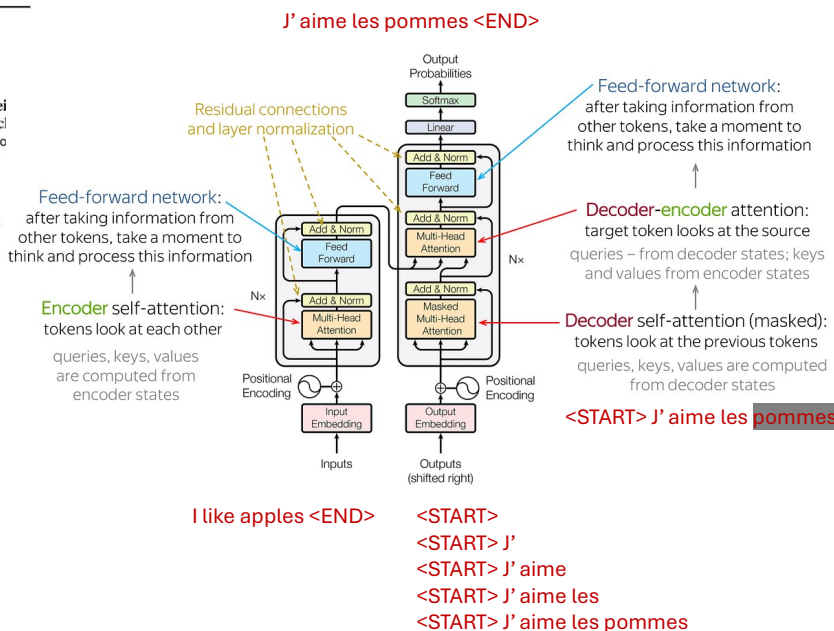 J’ aime les pommes <END>
Output
Probabilities
Softmax
Linear
Add & Norm
Feed
Forward
Add & Norm
Multi-Head
Attention
Add & Norm
Masked
Multi-Head
Attention
Nx
Positional
Encoding
Output
Embedding
Outputs
(shifted right)
Residual connections
and layer normalization
Add & Norm
Feed
Forward
Add & Norm
Multi-Head
Attention
Nx
Positional
Encoding
Input
Embedding
Inputs
Feed-forward network:
after taking information from
other tokens, take a moment to
think and process this information
Encoder self-attention:
tokens look at each other
queries, keys, values
are computed from
encoder states
Feed-forward network:
after taking information from
other tokens, take a moment to
think and process this information
Decoder-encoder attention:
target token looks at the source
queries – from decoder states; keys
and values from encoder states
Decoder self-attention (masked):
tokens look at the previous tokens
queries, keys, values are computed
from decoder states
<START> J’ aime les pommes
I like apples <END>
<START>
<START> J’
<START> J’ aime
<START> J’ aime les
<START> J’ aime les pommes